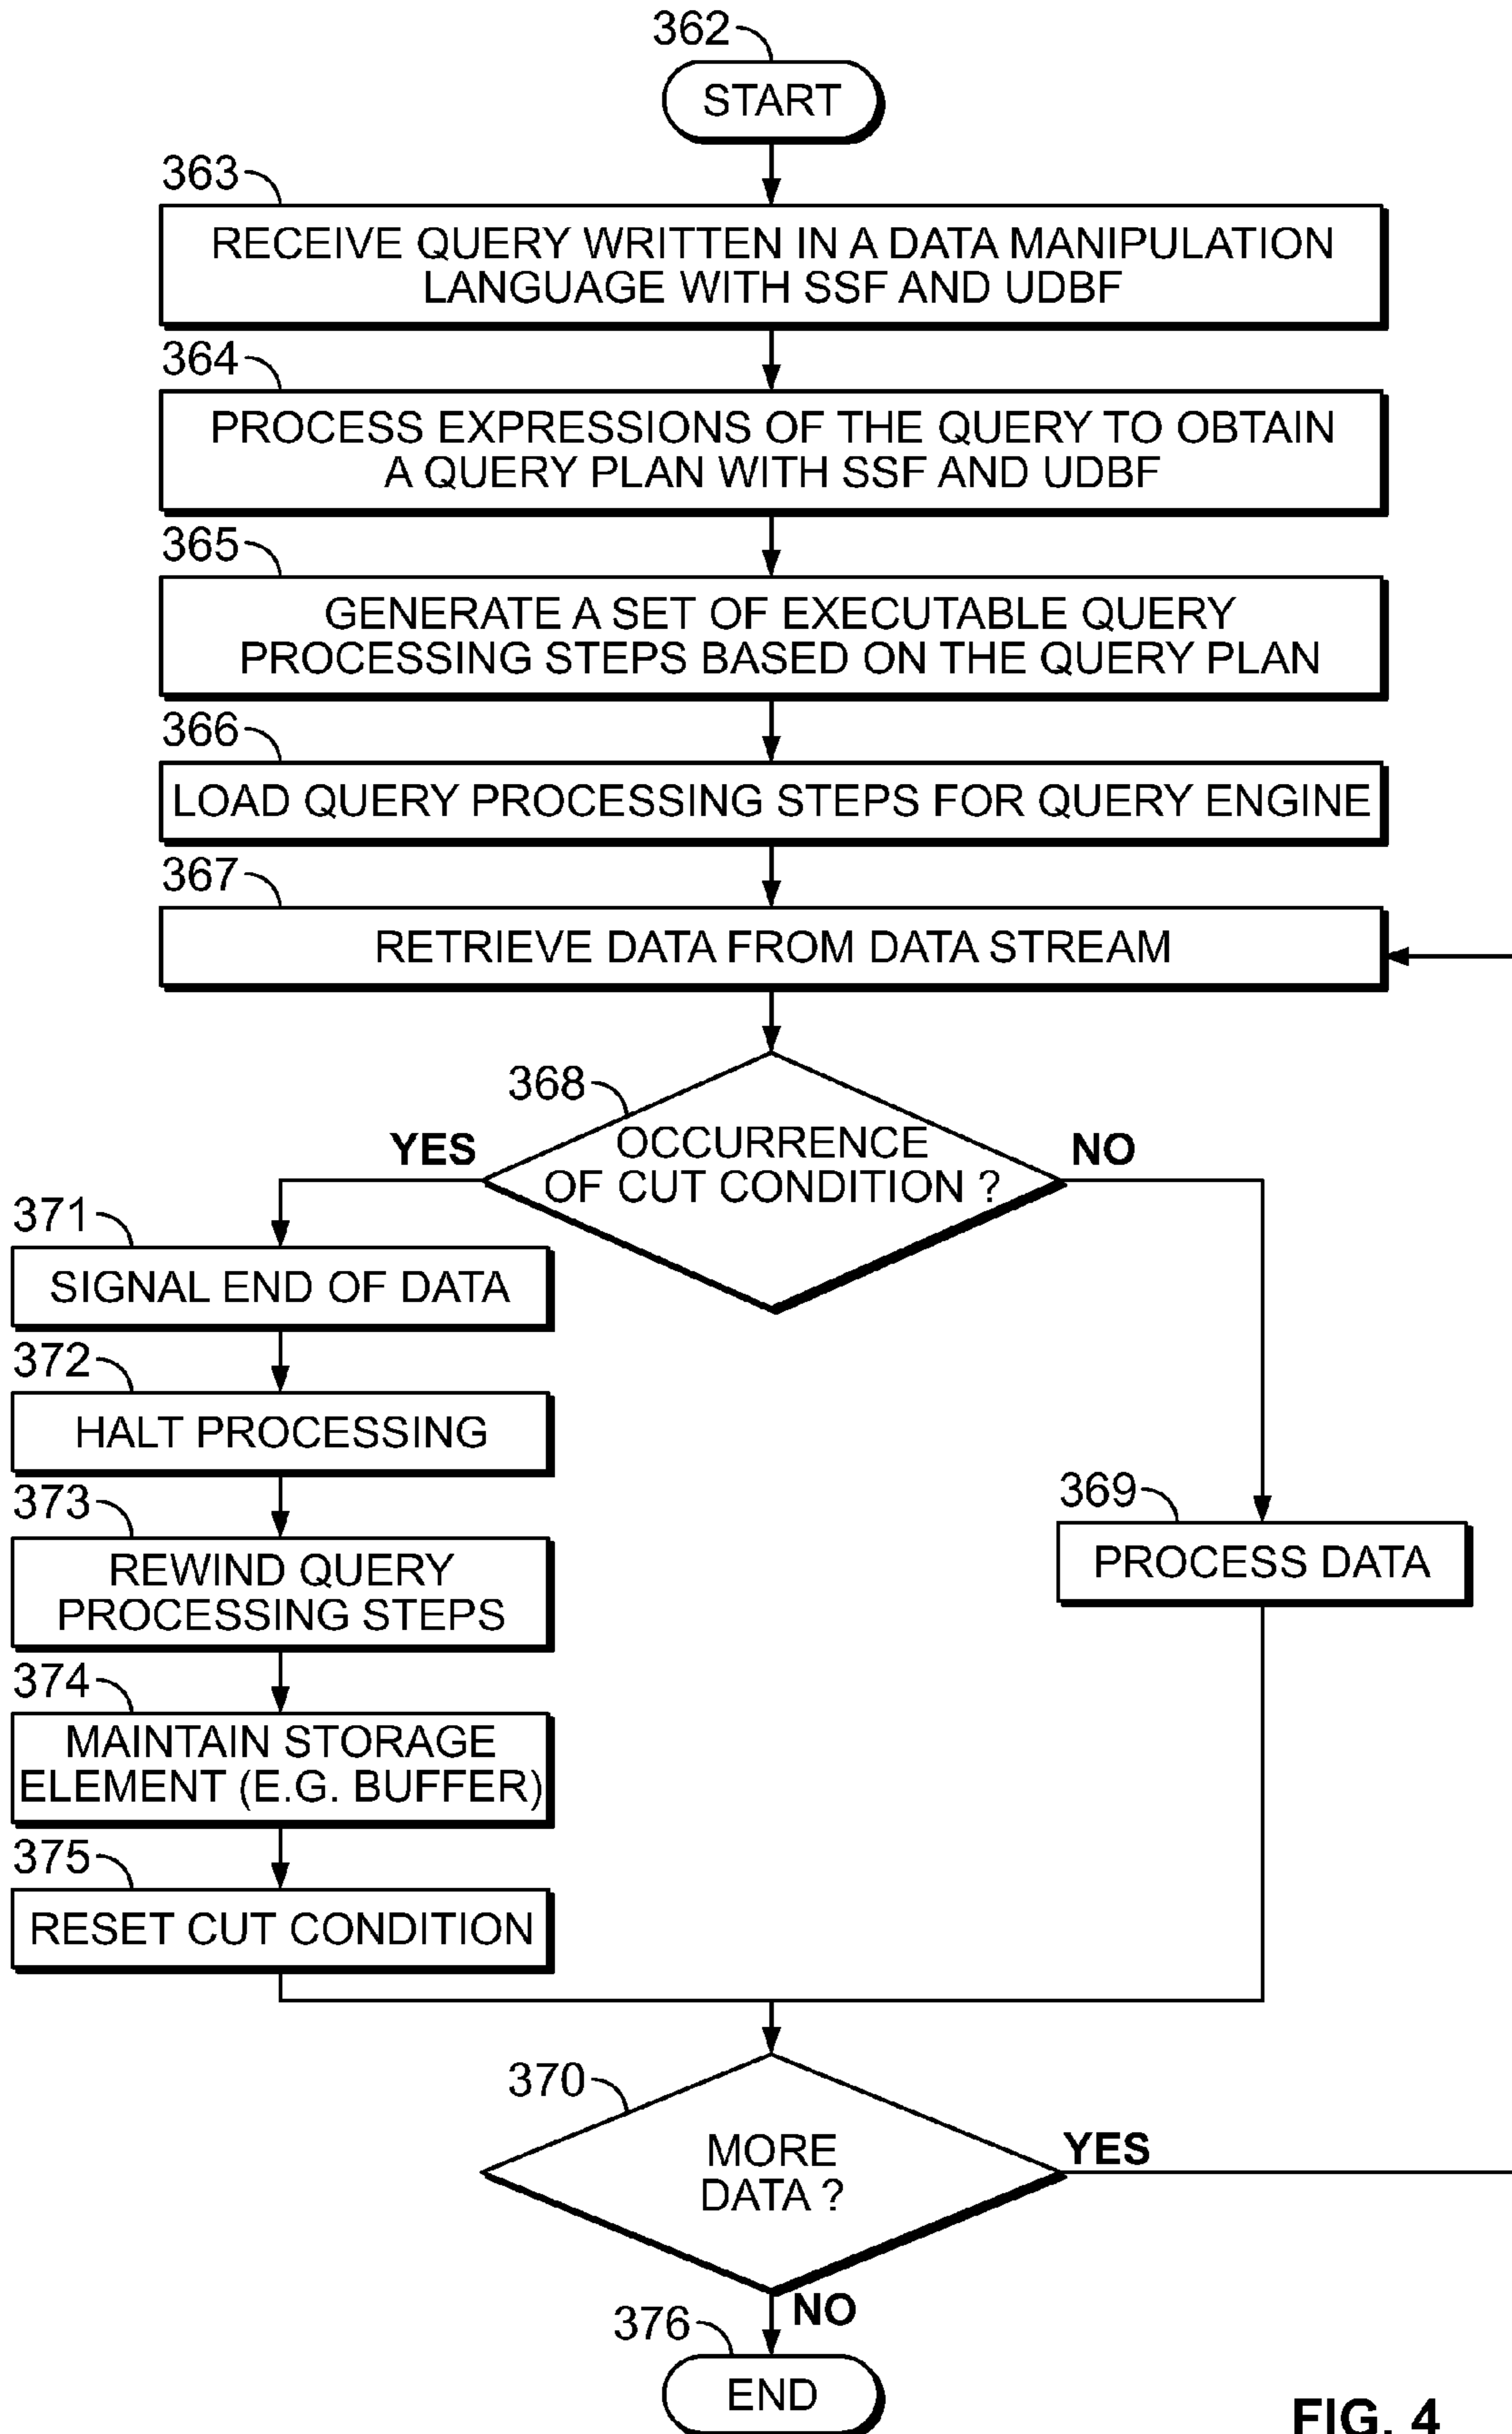 362
START
363
RECEIVE QUERY WRITTEN IN A DATA MANIPULATION
LANGUAGE WITH SSF AND UDBF
364
PROCESS EXPRESSIONS OF THE QUERY TO OBTAIN
A QUERY PLAN WITH SSF AND UDBF
365
GENERATE A SET OF EXECUTABLE QUERY
PROCESSING STEPS BASED ON THE QUERY PLAN
366
LOAD QUERY PROCESSING STEPS FOR QUERY ENGINE
367
RETRIEVE DATA FROM DATA STREAM
368
OCCURRENCE
OF CUT CONDITION ?
YES
NO
371
SIGNAL END OF DATA
372
HALT PROCESSING
373
REWIND QUERY
PROCESSING STEPS
374
MAINTAIN STORAGE
ELEMENT (E.G. BUFFER)
375
RESET CUT CONDITION
369
PROCESS DATA
370
MORE
DATA ?
YES
NO
376
END
FIG. 4